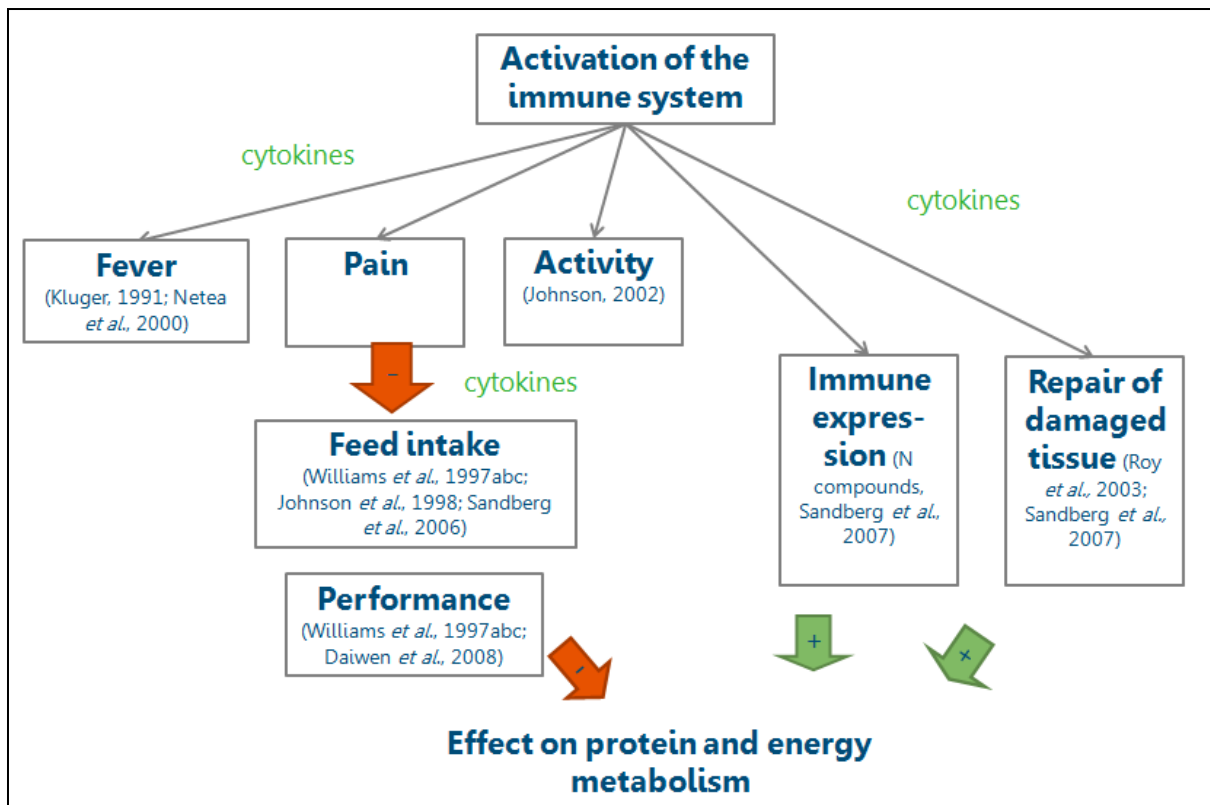 Activation of the
immune system
cytokines
cytokines
Fever
(Kluger, 1991; Netea
et al., 2000)
Pain
Activity
(Johnson, 2002)
-
cytokines
Feed intake
(Williams et al., 1997abc;
Johnson et al., 1998; Sandberg
et al., 2006)
Immune
expres-
sion (N
compounds,
Sandberg et al.,
2007)
Repair of
damaged
tissue (Roy
et al., 2003;
Sandberg et al.,
2007)
Performance
(Williams et al., 1997abc;
Daiwen et al., 2008)
-
+
+
Effect on protein and energy
metabolism